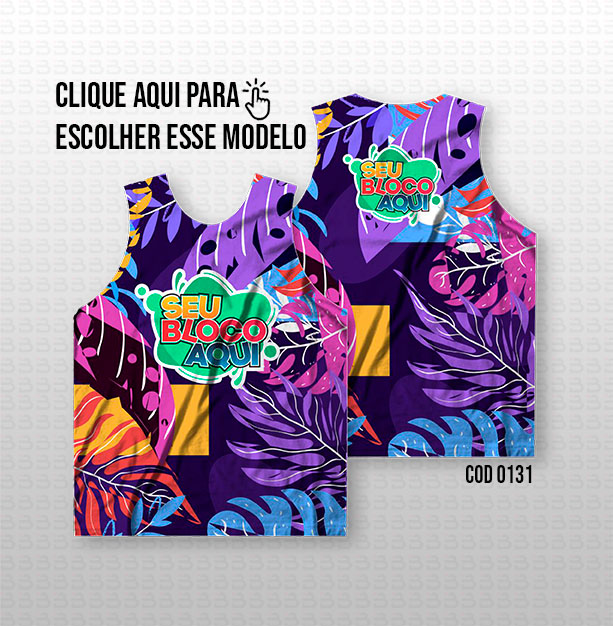 CLIQUE AQUI PARA
ESCOLHER ESSE MODELO
SEU
BLOCO
AQUI
SEU
BLOCO
AQUI
COD 0131